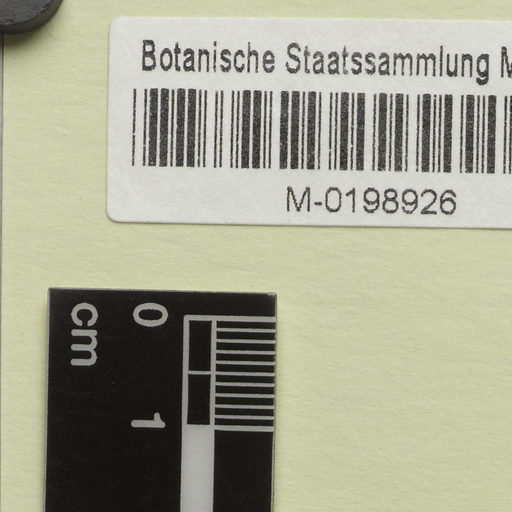 Botanische Staatssammlung M
M-0198926
cm
0
1